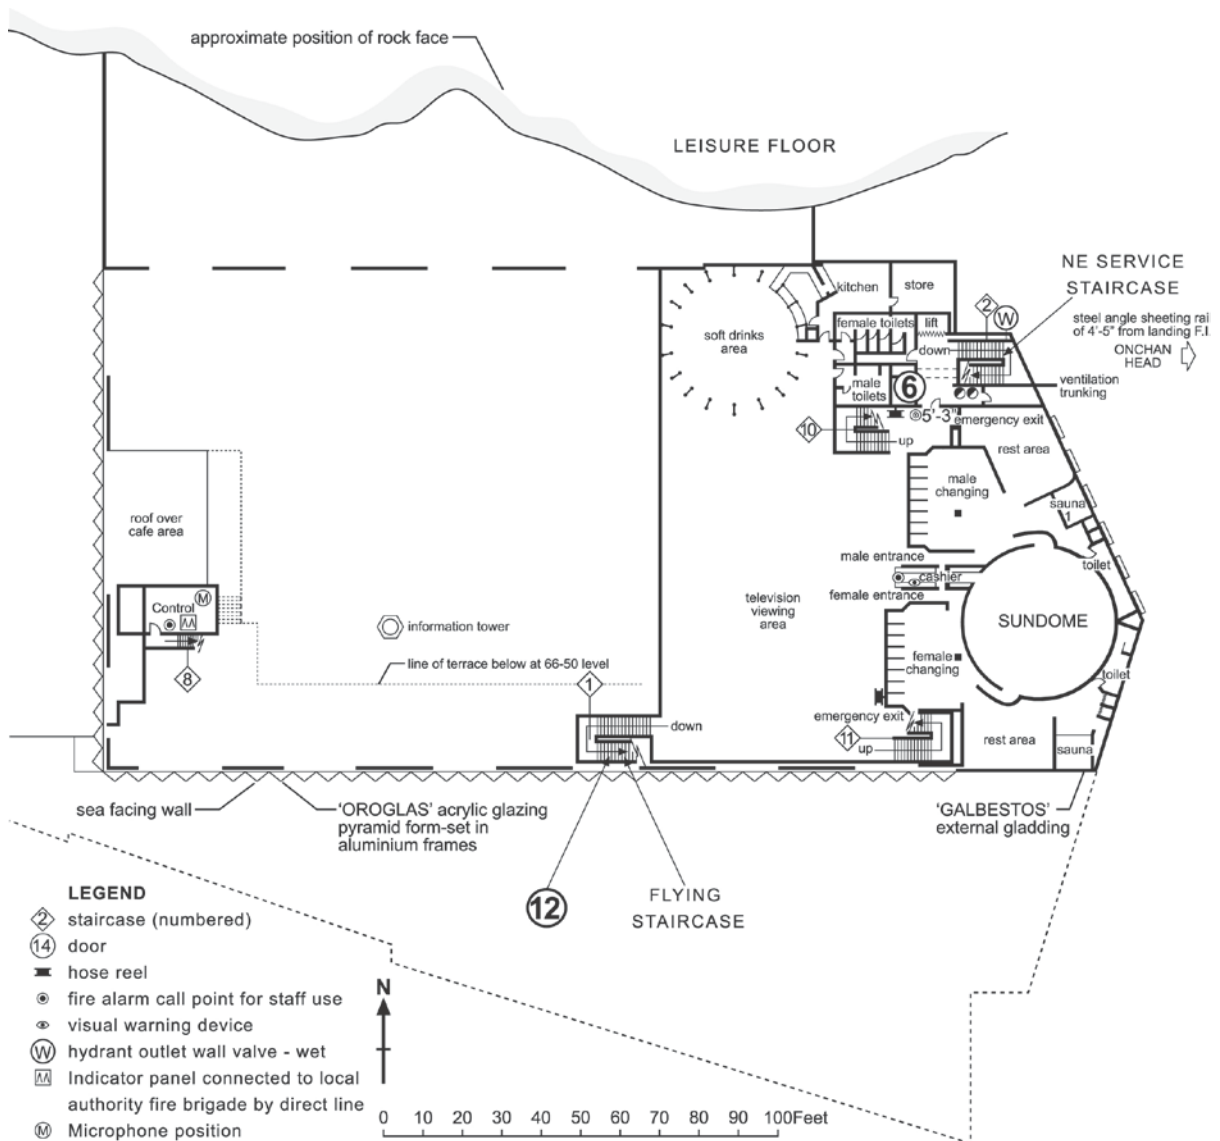 approximate position of rock face
LEISURE FLOOR
NE SERVICE
STAIRCASE
kitchen
store
2
W
steel angle sheeting rai
of 4'-5" from landing F.I.
ONCHAN
HEAD
soft drinks
area
female toilets
lift
down
male
toilets
6
ventilation
trunking
5'-3"
emergency exit
10
up
rest area
male
changing
sauna
1
roof over
cafe area
male entrance
toilet
cashier
female entrance
Control
M
television
viewing
area
SUNDOME
information tower
female
changing
line of terrace below at 66-50 level
8
1
toilet
down
emergency exit
11
up
rest area
sauna
sea facing wall
'OROGLAS' acrylic glazing
pyramid form-set in
aluminium frames
'GALBESTOS'
external gladding
12
FLYING
STAIRCASE
LEGEND
2 staircase (numbered)
14 door
hose reel
fire alarm call point for staff use
visual warning device
W hydrant outlet wall valve - wet
Indicator panel connected to local
authority fire brigade by direct line
M Microphone position
N
0 10 20 30 40 50 60 70 80 90 100Feet